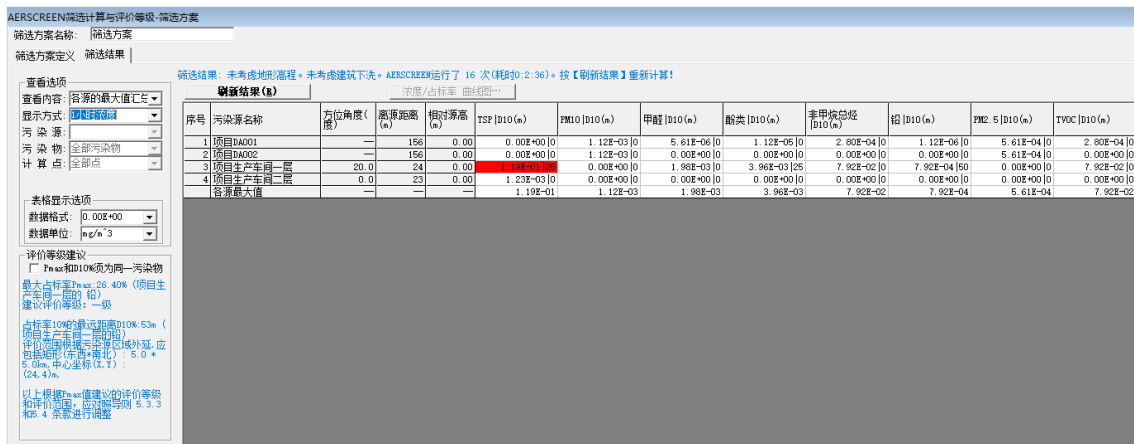 AERSCREEN筛选计算与评价等级-筛选方案
筛选方案名称: 筛选方案
筛选方案定义 筛选结果
筛选结果: 未考虑地形高程。未考虑建筑下洗。AERSCREEN运行了 16 次(耗时0:2:36)。按【刷新结果】重新计算!
刷新结果(R) 浓度/占标率 曲线图…
查看选项
查看内容: 各源的最大值汇总
显示方式: 1小时浓度
污 染 源:
污 染 物: 全部污染物
计 算 点: 全部点
表格显示选项
数据格式: 0.00E+00
数据单位: mg/m^3
评价等级建议
Pmax和D10%须为同一污染物
最大占标率Pmax:26.40% (项目生
产车间一层的 铅)
建议评价等级: 一级
占标率10%的最远距离D10%:53m (
项目生产车间一层的铅)
评价范围根据污染源区域外延,应
包括矩形(东西*南北): 5.0 *
5.0km,中心坐标(X,Y):
(24,4)m,
以上根据Pmax值建议的评价等级
和评价范围, 应对照导则 5.3.3
和5.4 条款进行调整
序号 污染源名称 方位角度(度) 离源距离(m) 相对源高(m) TSP|D10(m) PM10|D10(m) 甲醛|D10(m) 酚类|D10(m) 非甲烷总烃|D10(m) 铅|D10(m) PM2.5|D10(m) TVOC|D10(m)
1 项目DA001 — 156 0.00 0.00E+00|0 1.12E-03|0 5.61E-06|0 1.12E-05|0 2.80E-04|0 1.12E-06|0 5.61E-04|0 2.80E-04|0
2 项目DA002 — 156 0.00 0.00E+00|0 1.12E-03|0 0.00E+00|0 0.00E+00|0 0.00E+00|0 0.00E+00|0 5.61E-04|0 0.00E+00|0
3 项目生产车间一层 20.0 24 0.00 1.19E-01|25 0.00E+00|0 1.98E-03|0 3.96E-03|25 7.92E-02|0 7.92E-04|50 0.00E+00|0 7.92E-02|0
4 项目生产车间二层 0.0 23 0.00 1.23E-03|0 0.00E+00|0 0.00E+00|0 0.00E+00|0 0.00E+00|0 0.00E+00|0 0.00E+00|0 0.00E+00|0
各源最大值 — — — 1.19E-01 1.12E-03 1.98E-03 3.96E-03 7.92E-02 7.92E-04 5.61E-04 7.92E-02